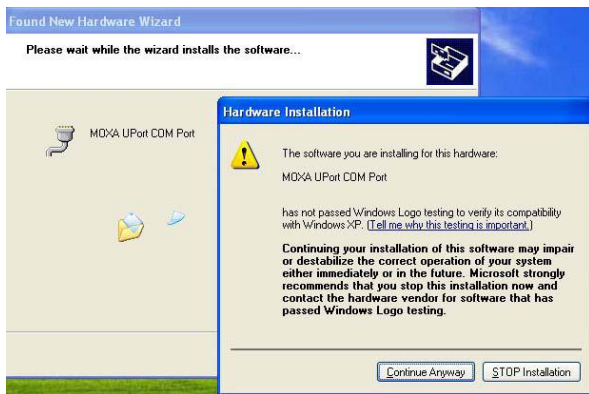 Found New Hardware Wizard
Please wait while the wizard installs the software...
MOXA UPort COM Port
Hardware Installation
The software you are installing for this hardware:
MOXA UPort COM Port
has not passed Windows Logo testing to verify its compatibility
with Windows XP. (Tell me why this testing is important.)
Continuing your installation of this software may impair
or destabilize the correct operation of your system
either immediately or in the future. Microsoft strongly
recommends that you stop this installation now and
contact the hardware vendor for software that has
passed Windows Logo testing.
Continue Anyway
STOP Installation